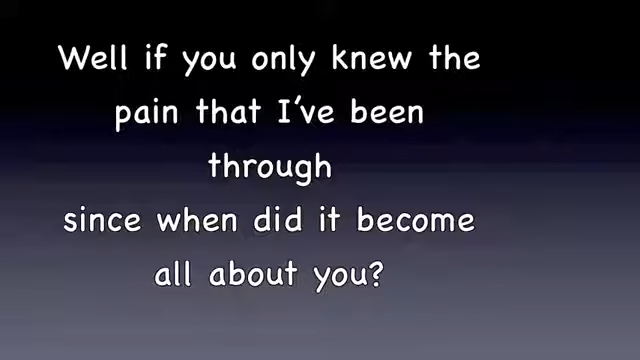 Well if you only knew the
pain that I've been
through
since when did it become
all about you?